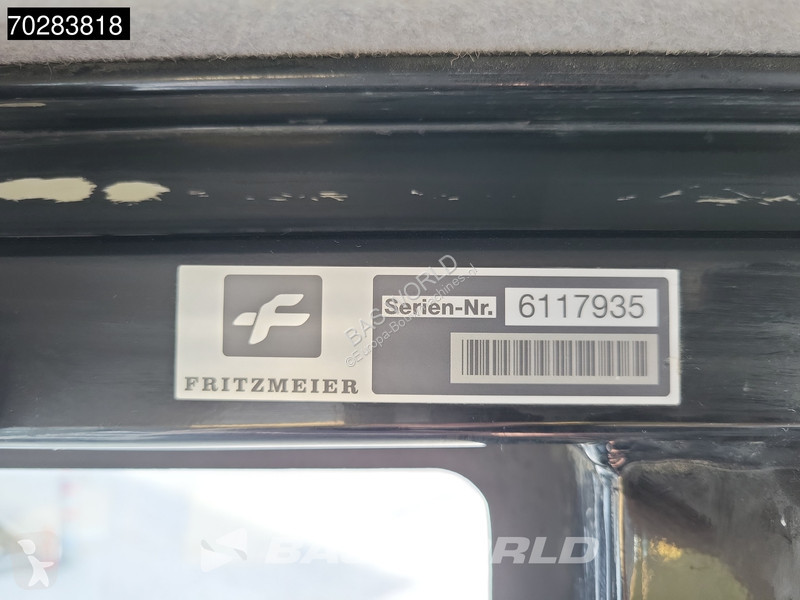 70283818
Serien-Nr. 6117935
FRITZMEIER
BAS WORLD
BAS WORLD